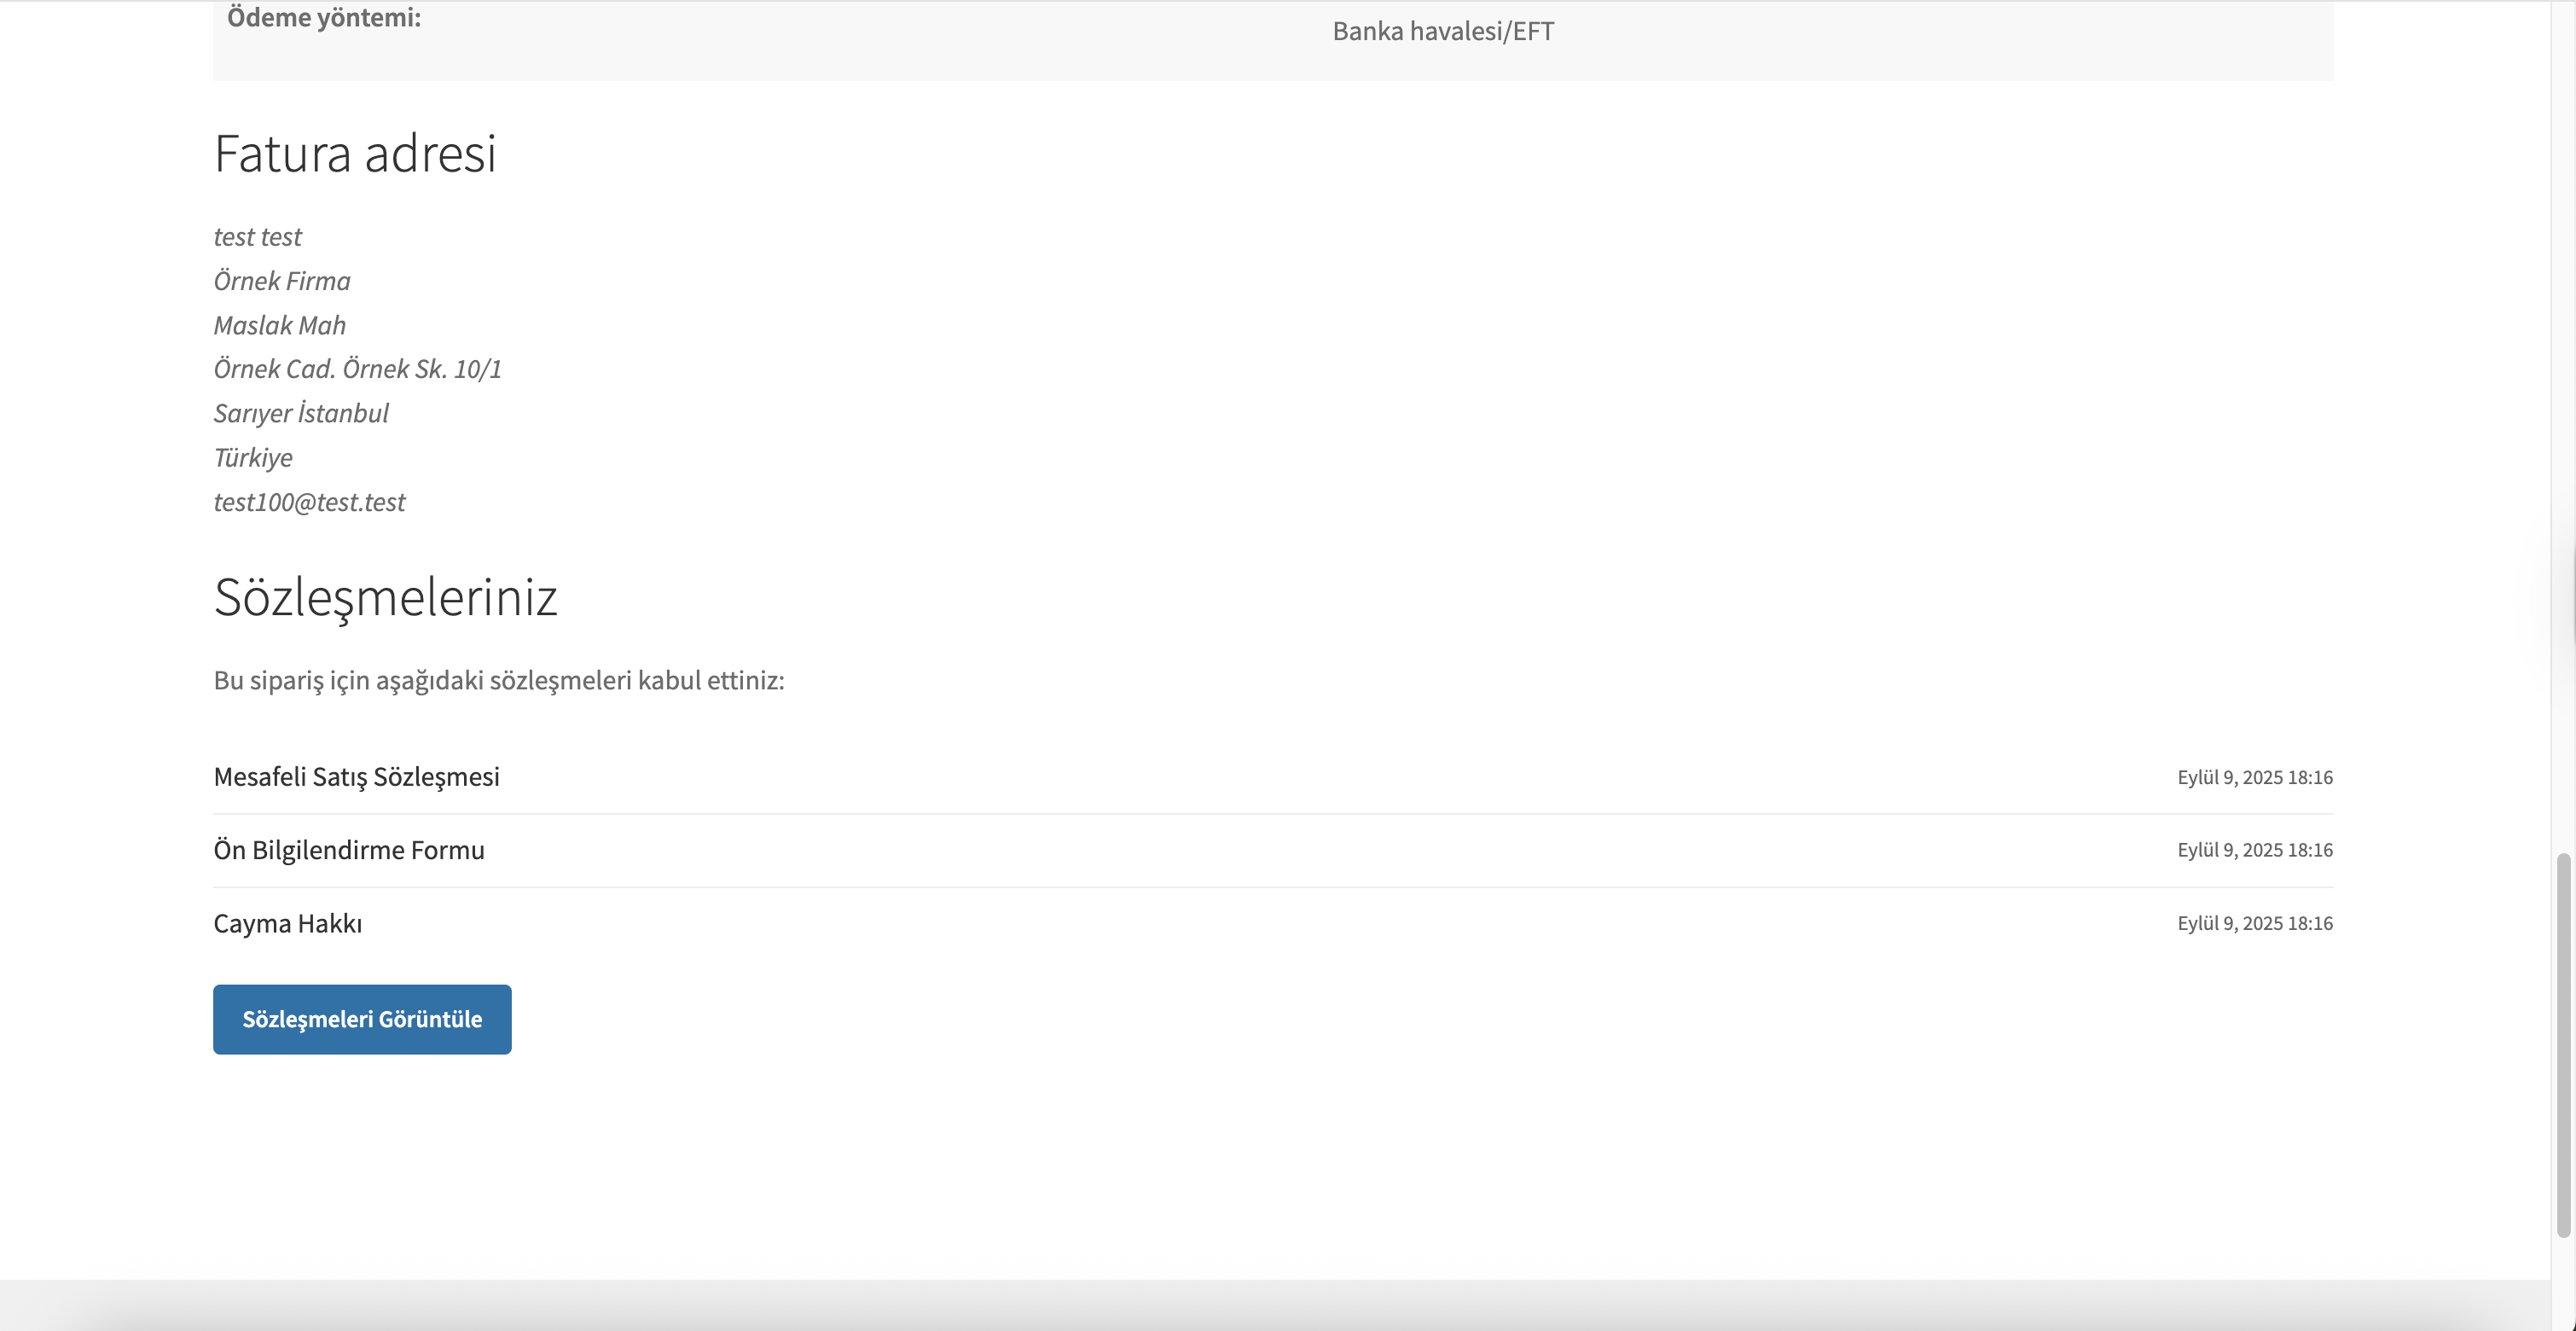 Ödeme yöntemi:
Banka havalesi/EFT
Fatura adresi
test test
Örnek Firma
Maslak Mah
Örnek Cad. Örnek Sk. 10/1
Sarıyer İstanbul
Türkiye
test100@test.test
Sözleşmeleriniz
Bu sipariş için aşağıdaki sözleşmeleri kabul ettiniz:
Mesafeli Satış Sözleşmesi Eylül 9, 2025 18:16
Ön Bilgilendirme Formu Eylül 9, 2025 18:16
Cayma Hakkı Eylül 9, 2025 18:16
Sözleşmeleri Görüntüle